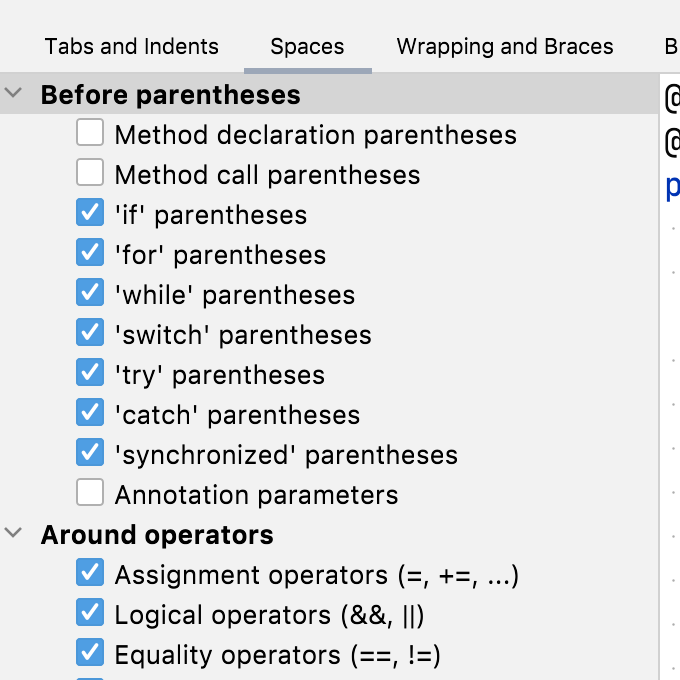 Tabs and Indents Spaces Wrapping and Braces B
Before parentheses @
Method declaration parentheses @
Method call parentheses p
'if' parentheses
'for' parentheses
'while' parentheses
'switch' parentheses
'try' parentheses
'catch' parentheses
'synchronized' parentheses
Annotation parameters
Around operators
Assignment operators (=, +=, ...)
Logical operators (&&, ||)
Equality operators (==, !=)